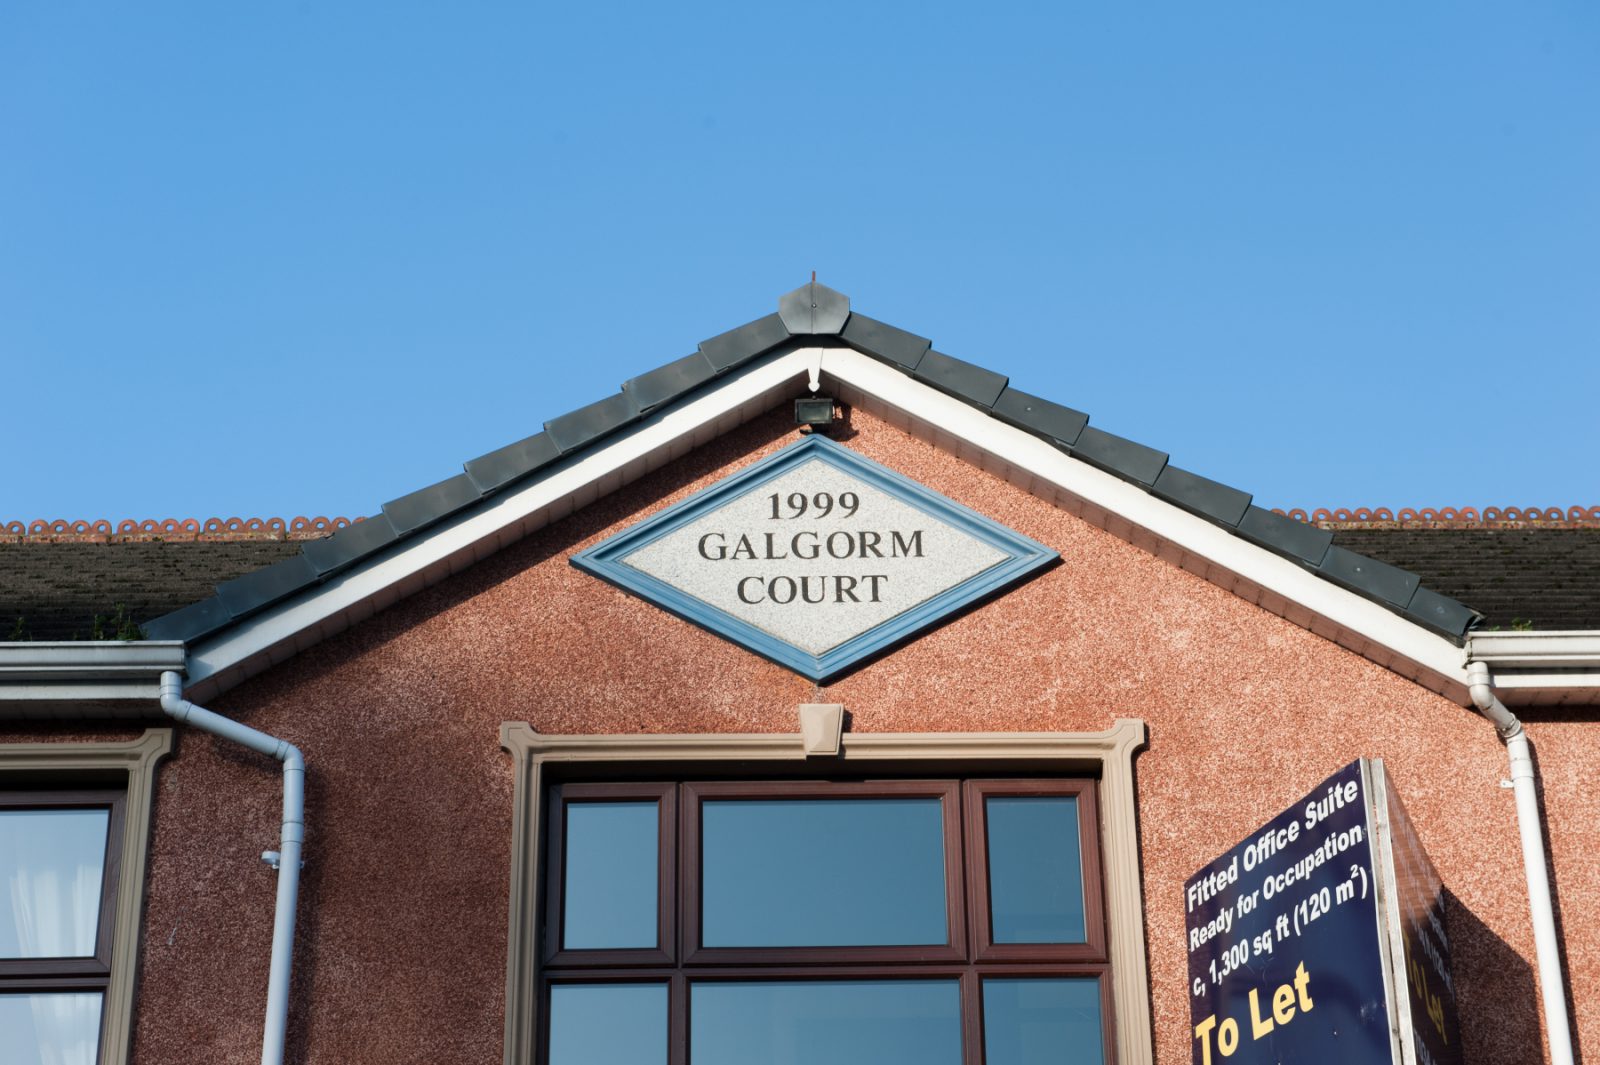 1999
GALGORM
COURT
Fitted Office Suite
Ready for Occupation
c, 1,300 sq ft (120 m²)
To Let